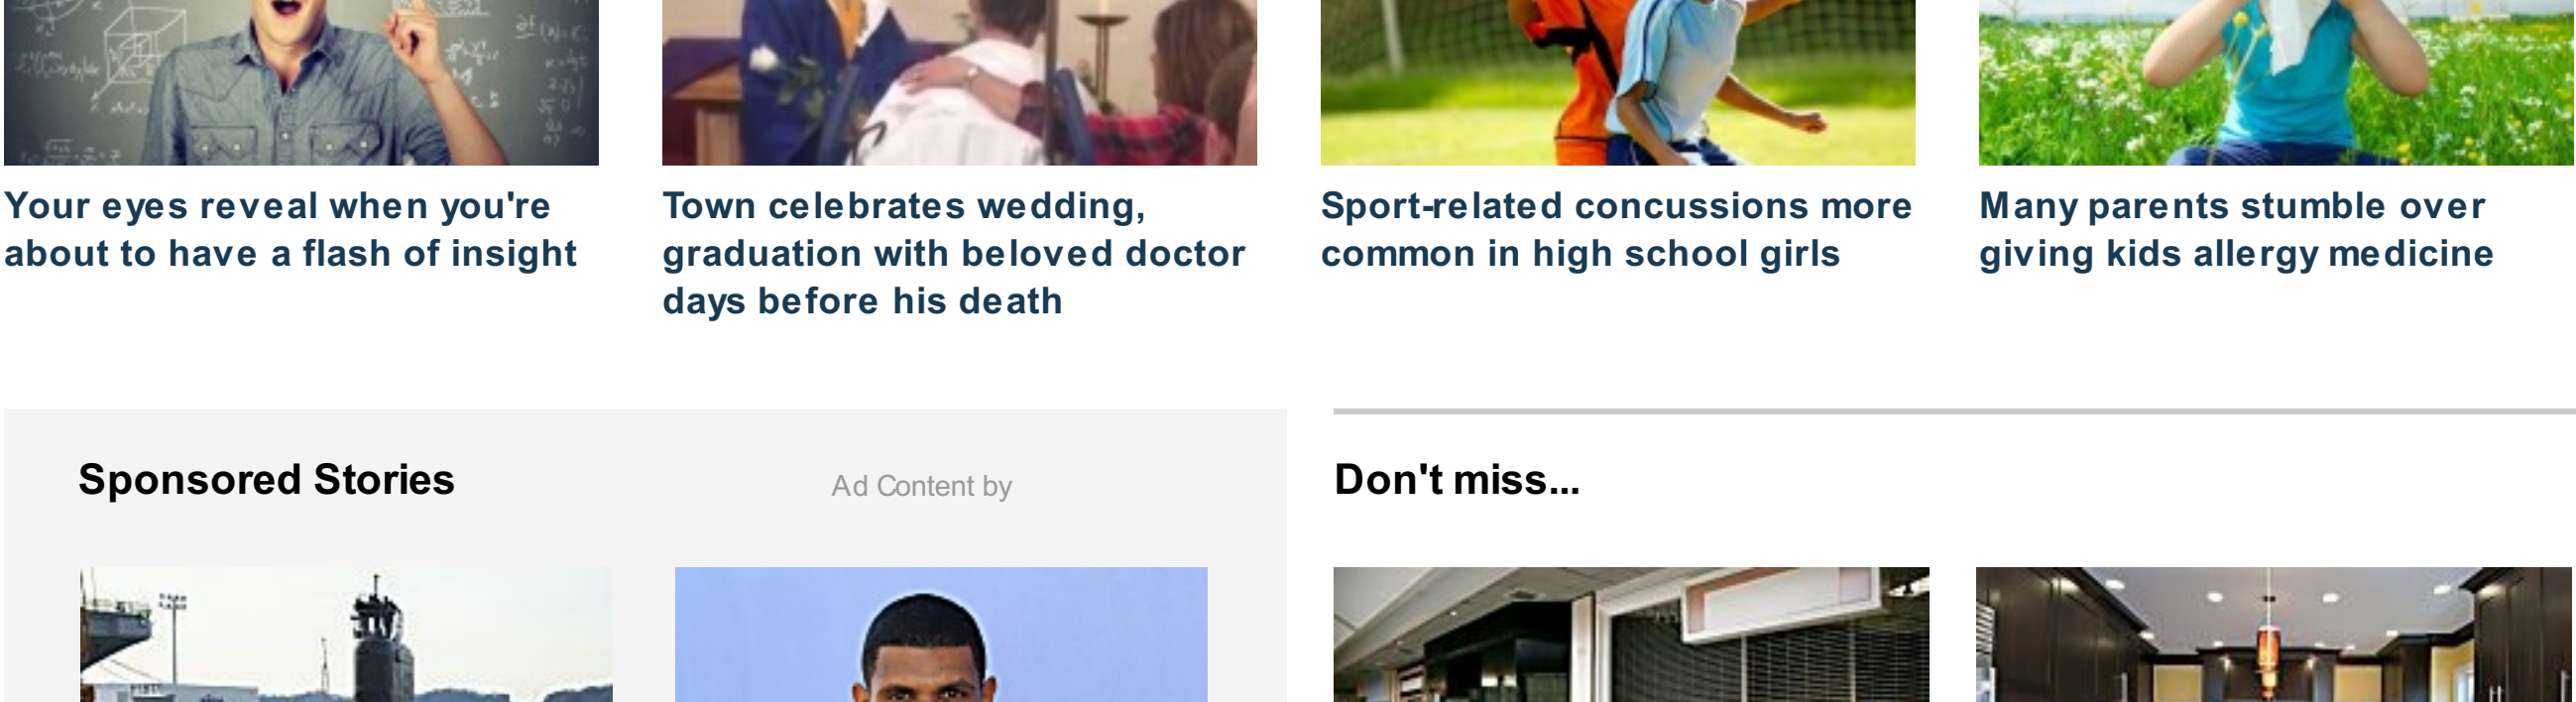 Your eyes reveal when you're
about to have a flash of insight
Town celebrates wedding,
graduation with beloved doctor
days before his death
Sport-related concussions more
common in high school girls
Many parents stumble over
giving kids allergy medicine
Sponsored Stories
Ad Content by
Don't miss...